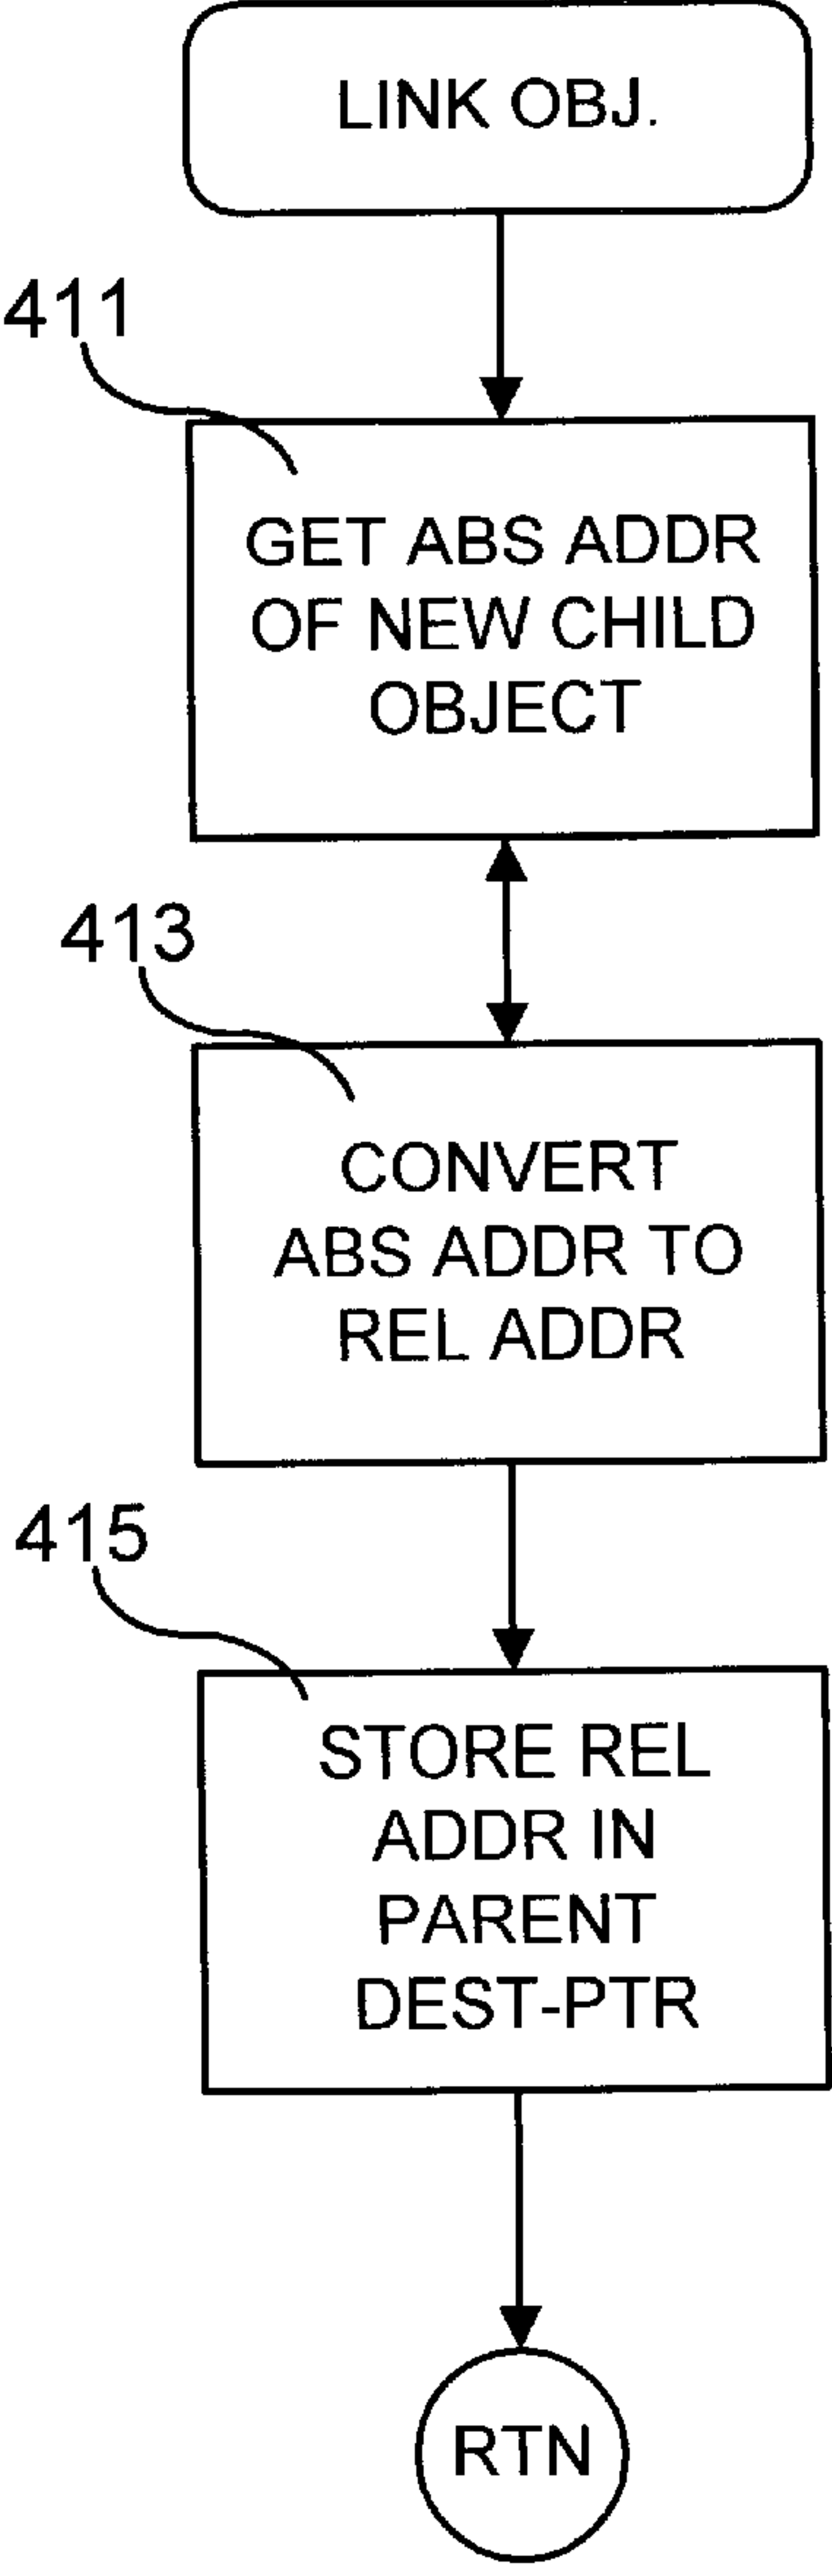 LINK OBJ.
411
GET ABS ADDR
OF NEW CHILD
OBJECT
413
CONVERT
ABS ADDR TO
REL ADDR
415
STORE REL
ADDR IN
PARENT
DEST-PTR
RTN